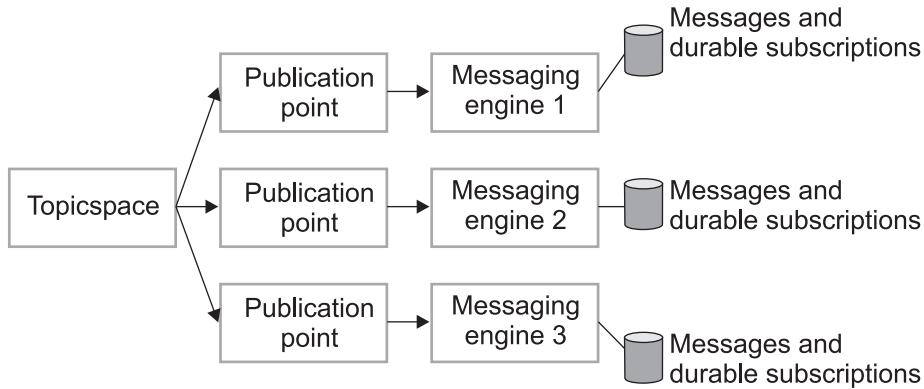 Messages and
durable subscriptions
Publication
point
Messaging
engine 1
Topicspace
Publication
point
Messaging
engine 2
Messages and
durable subscriptions
Publication
point
Messaging
engine 3
Messages and
durable subscriptions